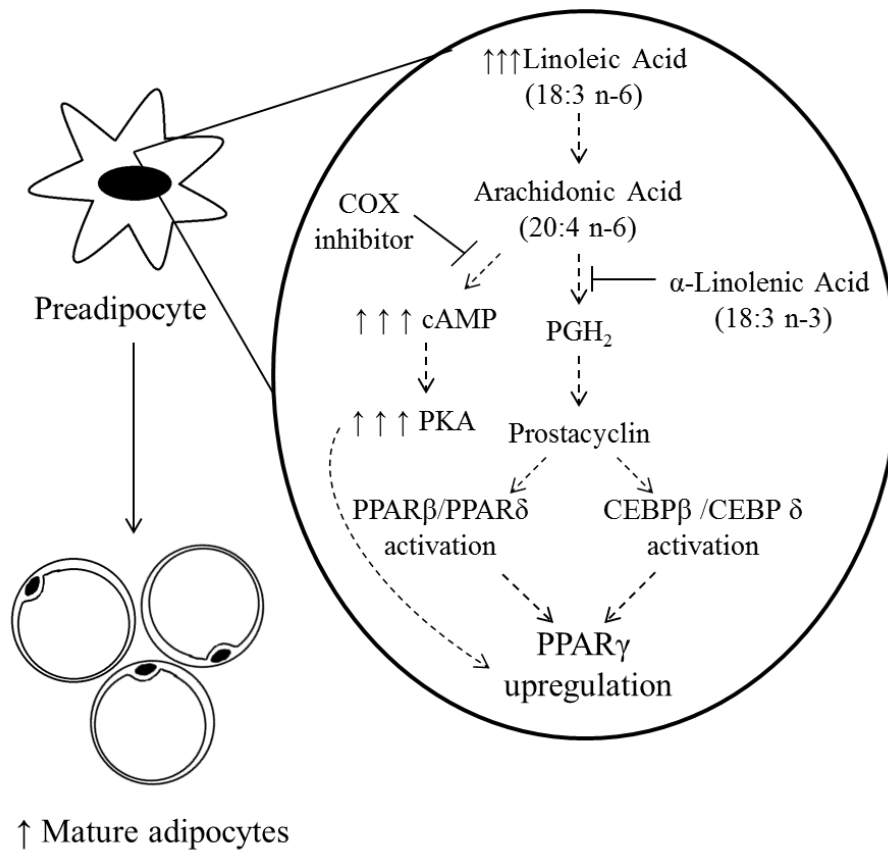 ↑↑↑Linoleic Acid
(18:3 n-6)
Arachidonic Acid
(20:4 n-6)
COX
inhibitor
α-Linolenic Acid
(18:3 n-3)
↑ ↑ ↑ cAMP
PGH₂
↑ ↑ ↑ PKA
Prostacyclin
PPARβ/PPARδ
activation
CEBPβ /CEBP δ
activation
PPARγ
upregulation
Preadipocyte
↑ Mature adipocytes